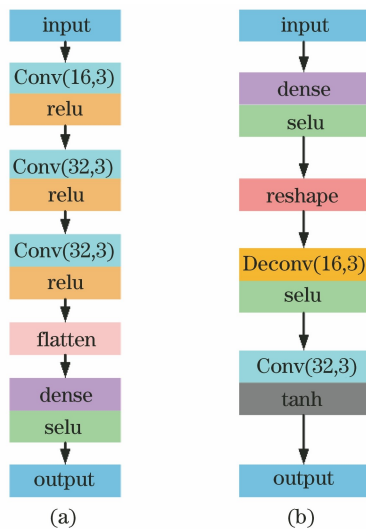 input
Conv(16,3)
relu
Conv(32,3)
relu
Conv(32,3)
relu
flatten
dense
selu
output
(a)
input
dense
selu
reshape
Deconv(16,3)
selu
Conv(32,3)
tanh
output
(b)